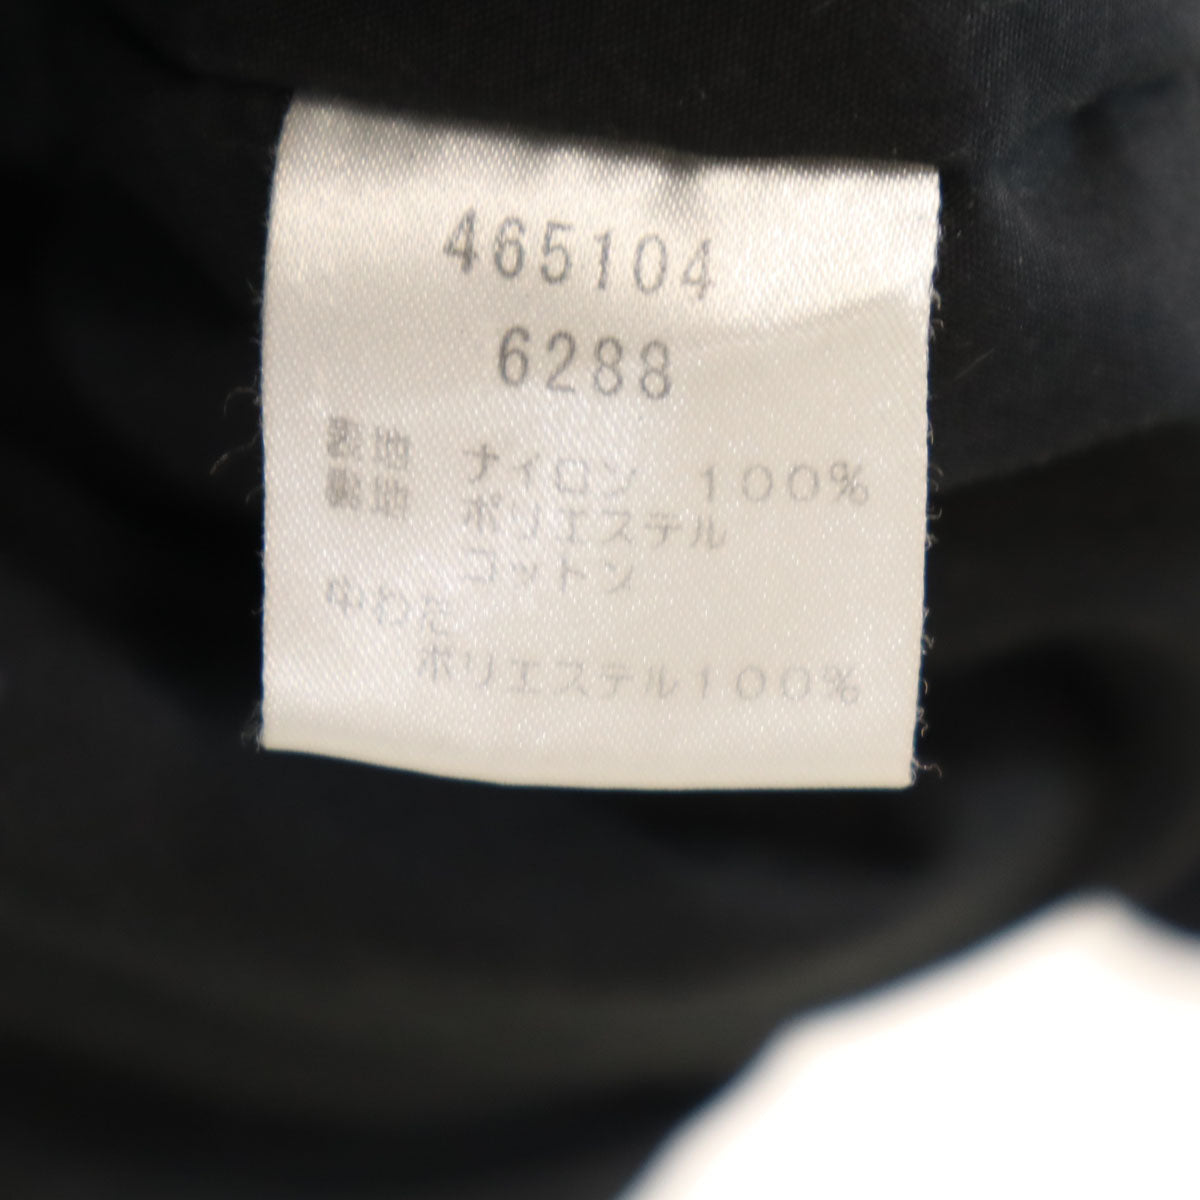 465104
6288
表地 ナイロン 100%
裏地 ポリエステル
コットン
中わた
ポリエステル100%